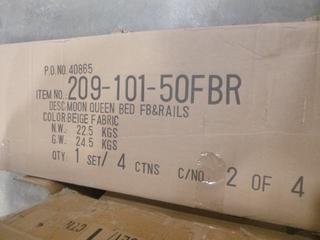 P.O.NO. 40865
ITEM NO.: 209-101-50FBR
DESC.MOON QUEEN BED FB&RAILS
COLOR:BEIGE FABRIC
N.W. 22.5 KGS
G.W. 24.5 KGS
QTY: 1 SET/ 4 CTNS C/NO. 2 OF 4